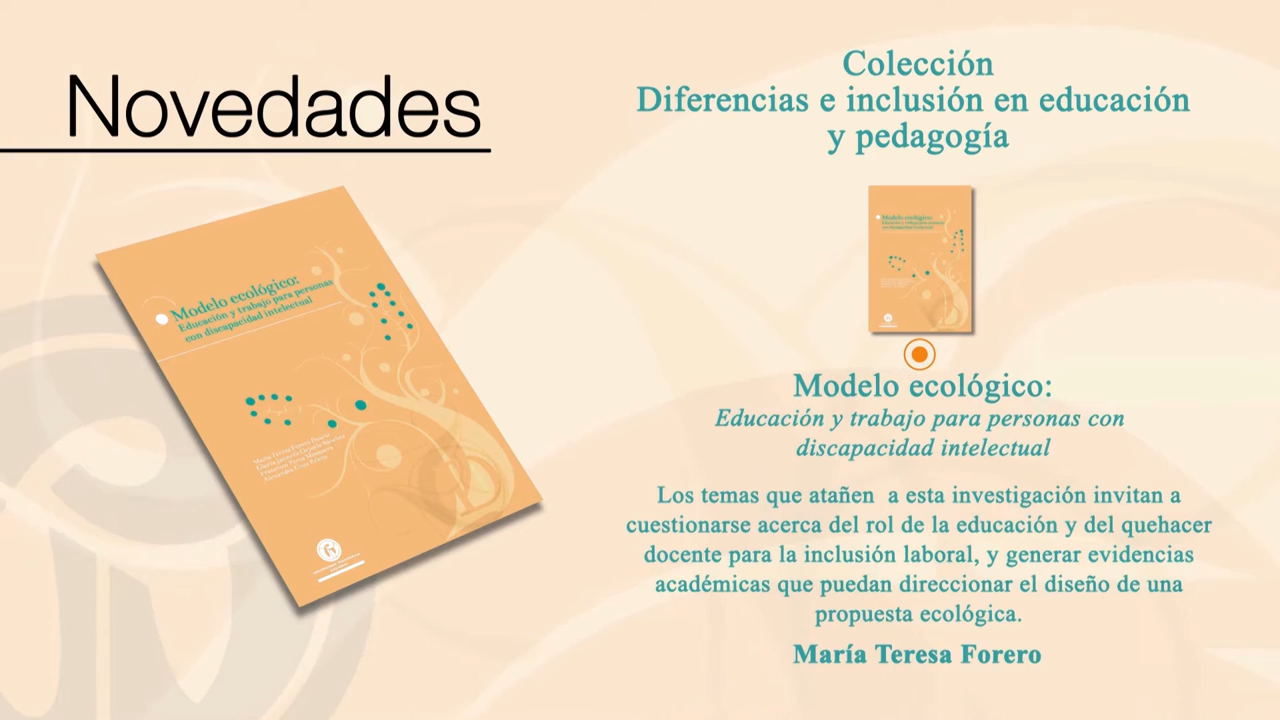 Novedades
Colección
Diferencias e inclusión en educación
y pedagogía
Modelo ecológico:
Educación y trabajo para personas
con discapacidad intelectual
Modelo ecológico:
Modelo ecológico:
Educación y trabajo para personas con
discapacidad intelectual
Los temas que atañen a esta investigación invitan a
cuestionarse acerca del rol de la educación y del quehacer
docente para la inclusión laboral, y generar evidencias
académicas que puedan direccionar el diseño de una
propuesta ecológica.
María Teresa Forero